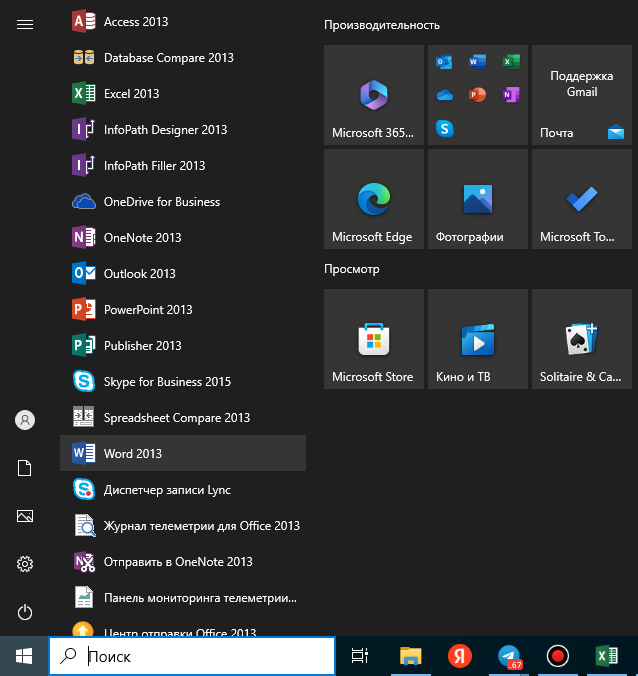 Access 2013
Database Compare 2013
Excel 2013
InfoPath Designer 2013
InfoPath Filler 2013
OneDrive for Business
OneNote 2013
Outlook 2013
PowerPoint 2013
Publisher 2013
Skype for Business 2015
Spreadsheet Compare 2013
Word 2013
Диспетчер записи Lync
Журнал телеметрии для Office 2013
Отправить в OneNote 2013
Панель мониторинга телеметрии...
Центр отправки Office 2013
Производительность
Microsoft 365...
Поддержка
Gmail
Почта
Microsoft Edge
Фотографии
Microsoft To...
Просмотр
Microsoft Store
Кино и ТВ
Solitaire & Ca...
Поиск
Я
67